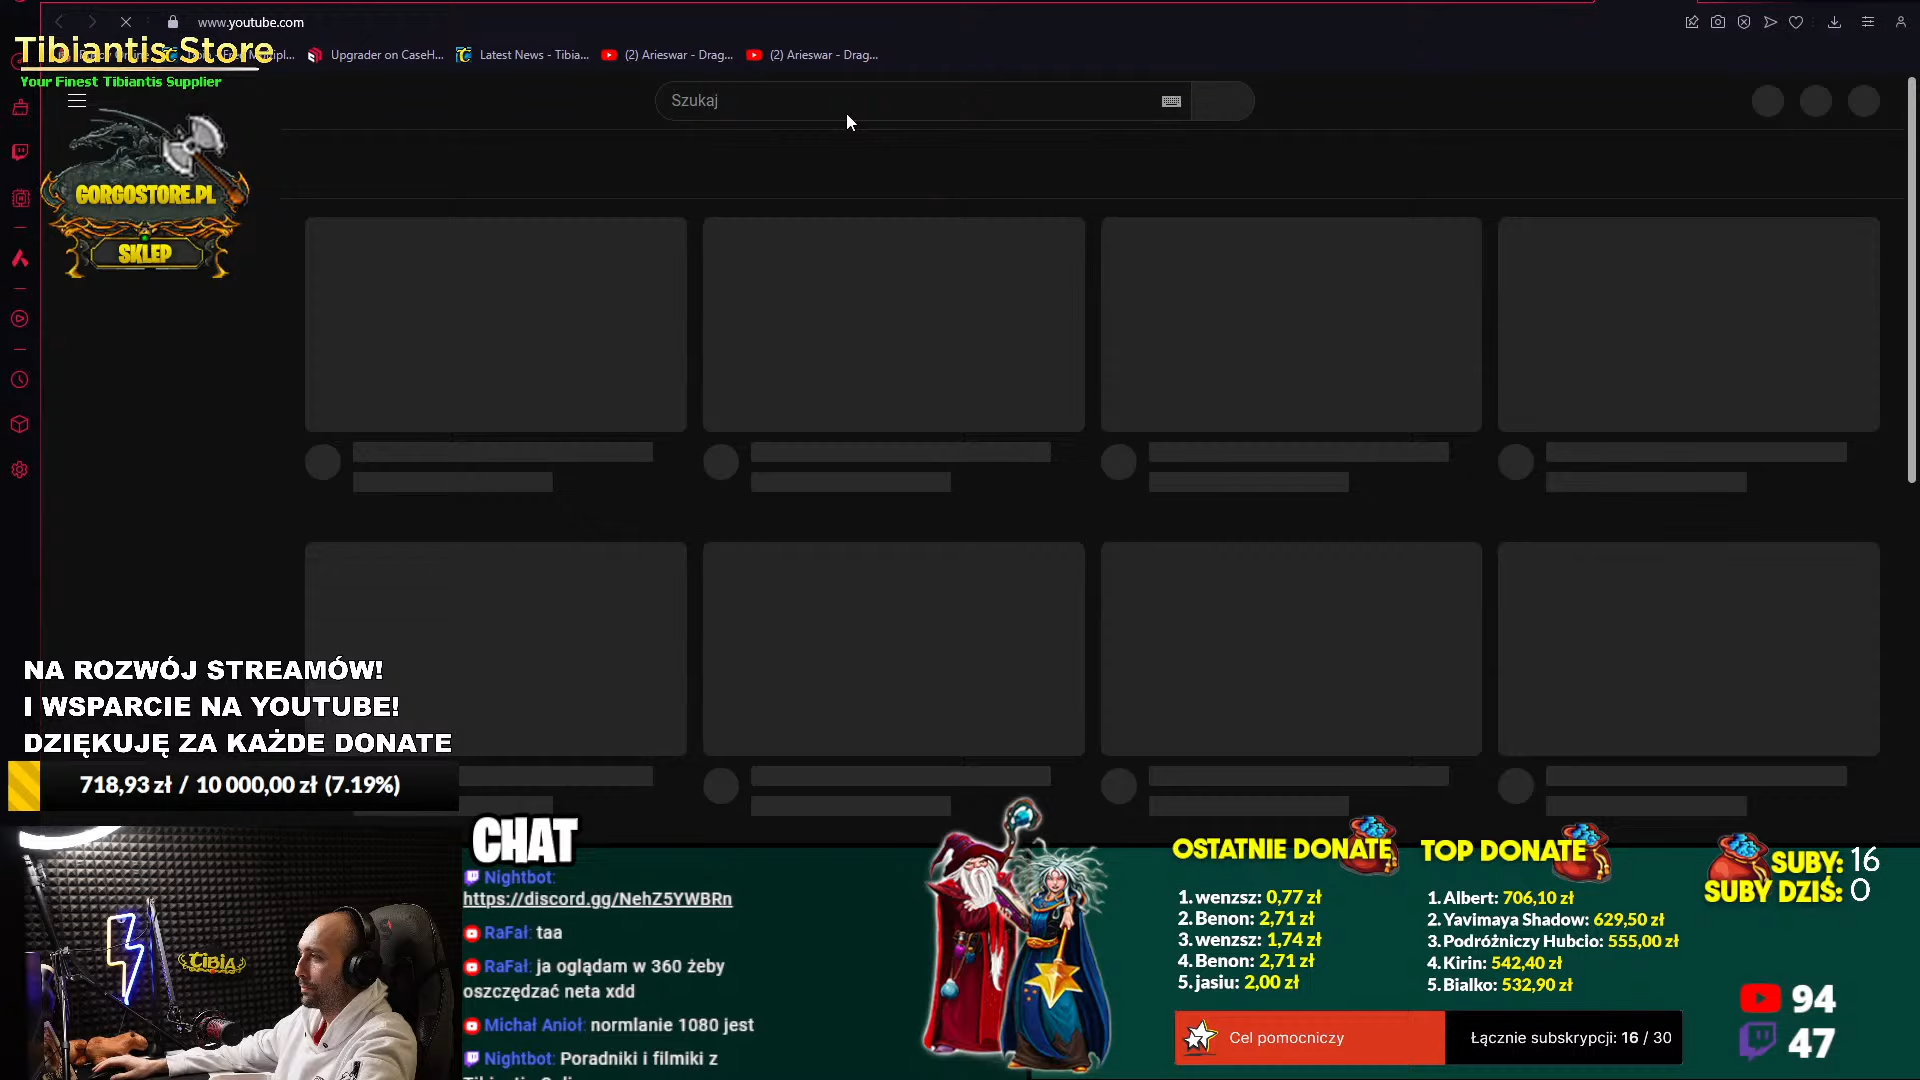 www.youtube.com
Tibiantis Store
Your Finest Tibiantis Supplier
Upgrader on CaseH...
Latest News - Tibia...
(2) Arieswar - Drag...
(2) Arieswar - Drag...
Szukaj
GORGOSTORE.PL
SKLEP
NA ROZWÓJ STREAMÓW!
I WSPARCIE NA YOUTUBE!
DZIĘKUJĘ ZA KAŻDE DONATE
718,93 zł / 10 000,00 zł (7.19%)
TIBIA
CHAT
Nightbot:
https://discord.gg/NehZ5YWBRn
RaFał: taa
RaFał: ja oglądam w 360 żeby
oszczędzać neta xdd
Michał Anioł: normlanie 1080 jest
Nightbot: Poradniki i filmiki z
OSTATNIE DONATE
1. wenzsz: 0,77 zł
2. Benon: 2,71 zł
3. wenzsz: 1,74 zł
4. Benon: 2,71 zł
5. jasiu: 2,00 zł
TOP DONATE
1. Albert: 706,10 zł
2. Yavimaya Shadow: 629,50 zł
3. Podróżniczy Hubcio: 555,00 zł
4. Kirin: 542,40 zł
5. Bialko: 532,90 zł
Cel pomocniczy
Łącznie subskrypcji: 16 / 30
SUBY: 16
SUBY DZIŚ: 0
94
47